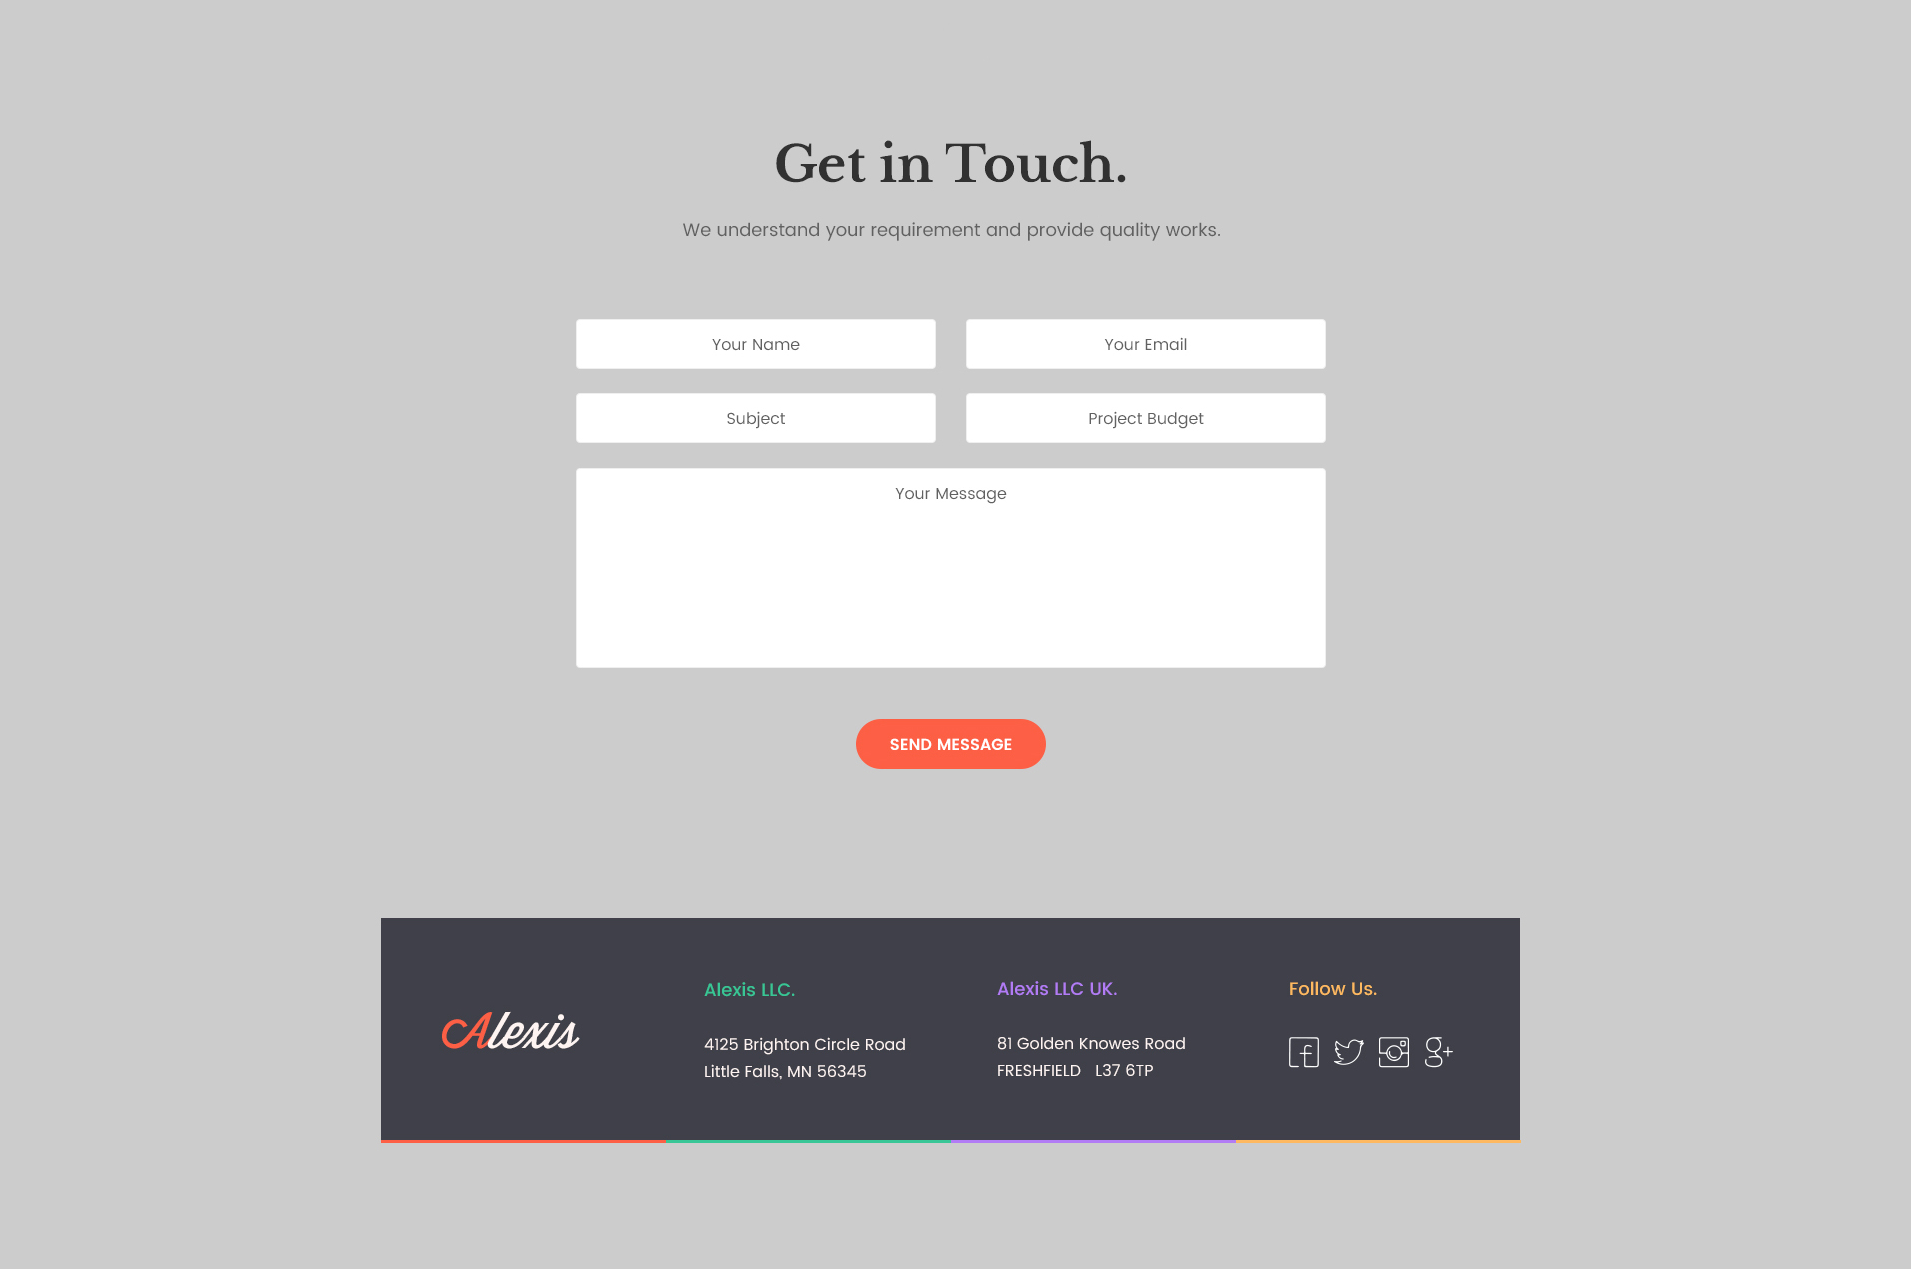 Get in Touch.
We understand your requirement and provide quality works.
Your Name
Your Email
Subject
Project Budget
Your Message
SEND MESSAGE
Alexis
Alexis LLC.
4125 Brighton Circle Road
Little Falls, MN 56345
Alexis LLC UK.
81 Golden Knowes Road
FRESHFIELD L37 6TP
Follow Us.